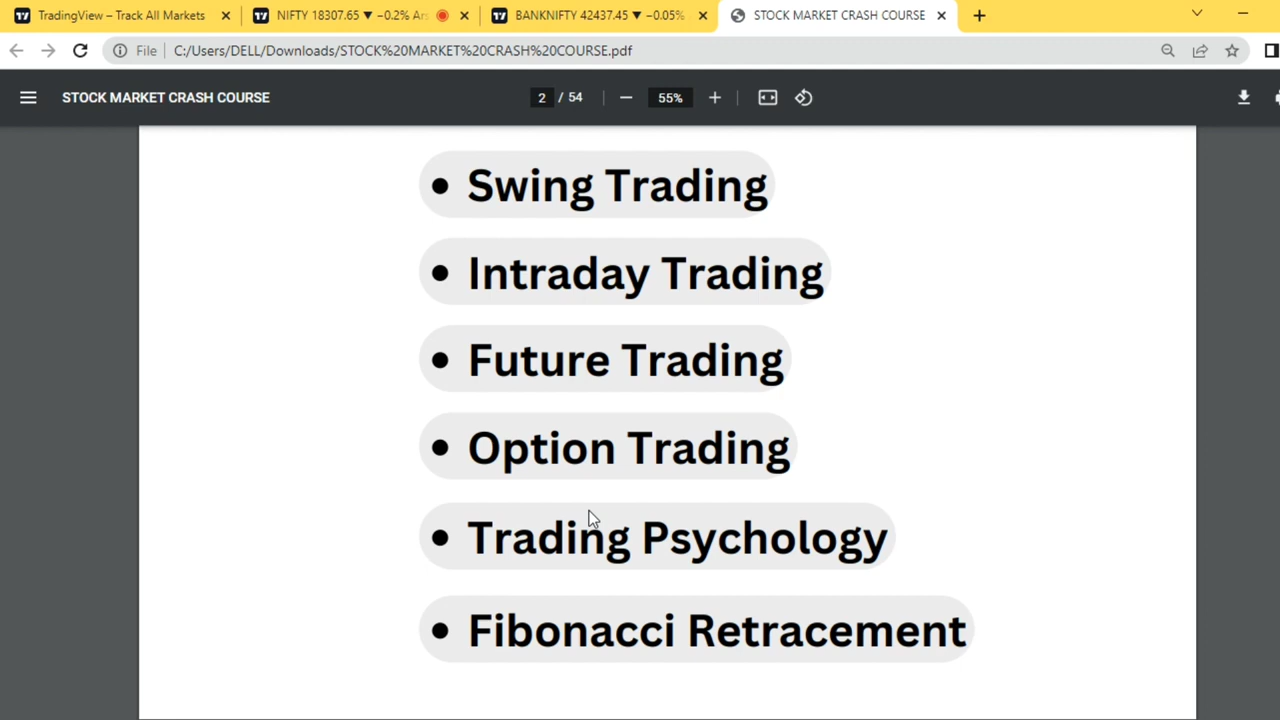 TradingView – Track All Markets
NIFTY 18307.65 ▼ −0.2% Ar
BANKNIFTY 42437.45 ▼ −0.05%
STOCK MARKET CRASH COURSE
File
C:/Users/DELL/Downloads/STOCK%20MARKET%20CRASH%20COURSE.pdf
STOCK MARKET CRASH COURSE
2 / 54
55%
• Swing Trading
• Intraday Trading
• Future Trading
• Option Trading
• Trading Psychology
• Fibonacci Retracement